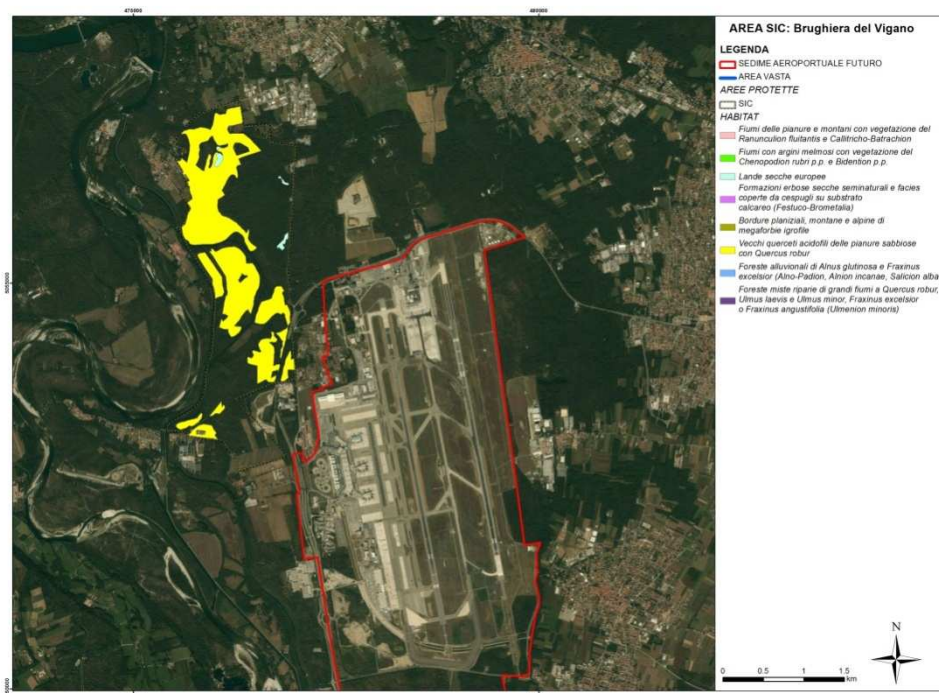 475000
480000
AREA SIC: Brughiera del Vigano
LEGENDA
SEDIME AEROPORTUALE FUTURO
AREA VASTA
AREE PROTETTE
SIC
HABITAT
Fiumi delle pianure e montani con vegetazione del
Ranunculion fluitantis e Callitricho-Batrachion
Fiumi con argini melmosi con vegetazione del
Chenopodion rubri p.p. e Bidention p.p.
Lande secche europee
Formazioni erbose secche seminaturali e facies
coperte da cespugli su substrato
calcareo (Festuco-Brometalia)
Bordure planiziali, montane e alpine di
megaforbie igrofile
Vecchi querceti acidofili delle pianure sabbiose
con Quercus robur
Foreste alluvionali di Alnus glutinosa e Fraxinus
excelsior (Alno-Padion, Alnion incanae, Salicion alba
Foreste miste riparie di grandi fiumi a Quercus robur,
Ulmus laevis e Ulmus minor, Fraxinus excelsior
o Fraxinus angustifolia (Ulmenion minoris)
5055000
N
0 0.5 1 1.5
km